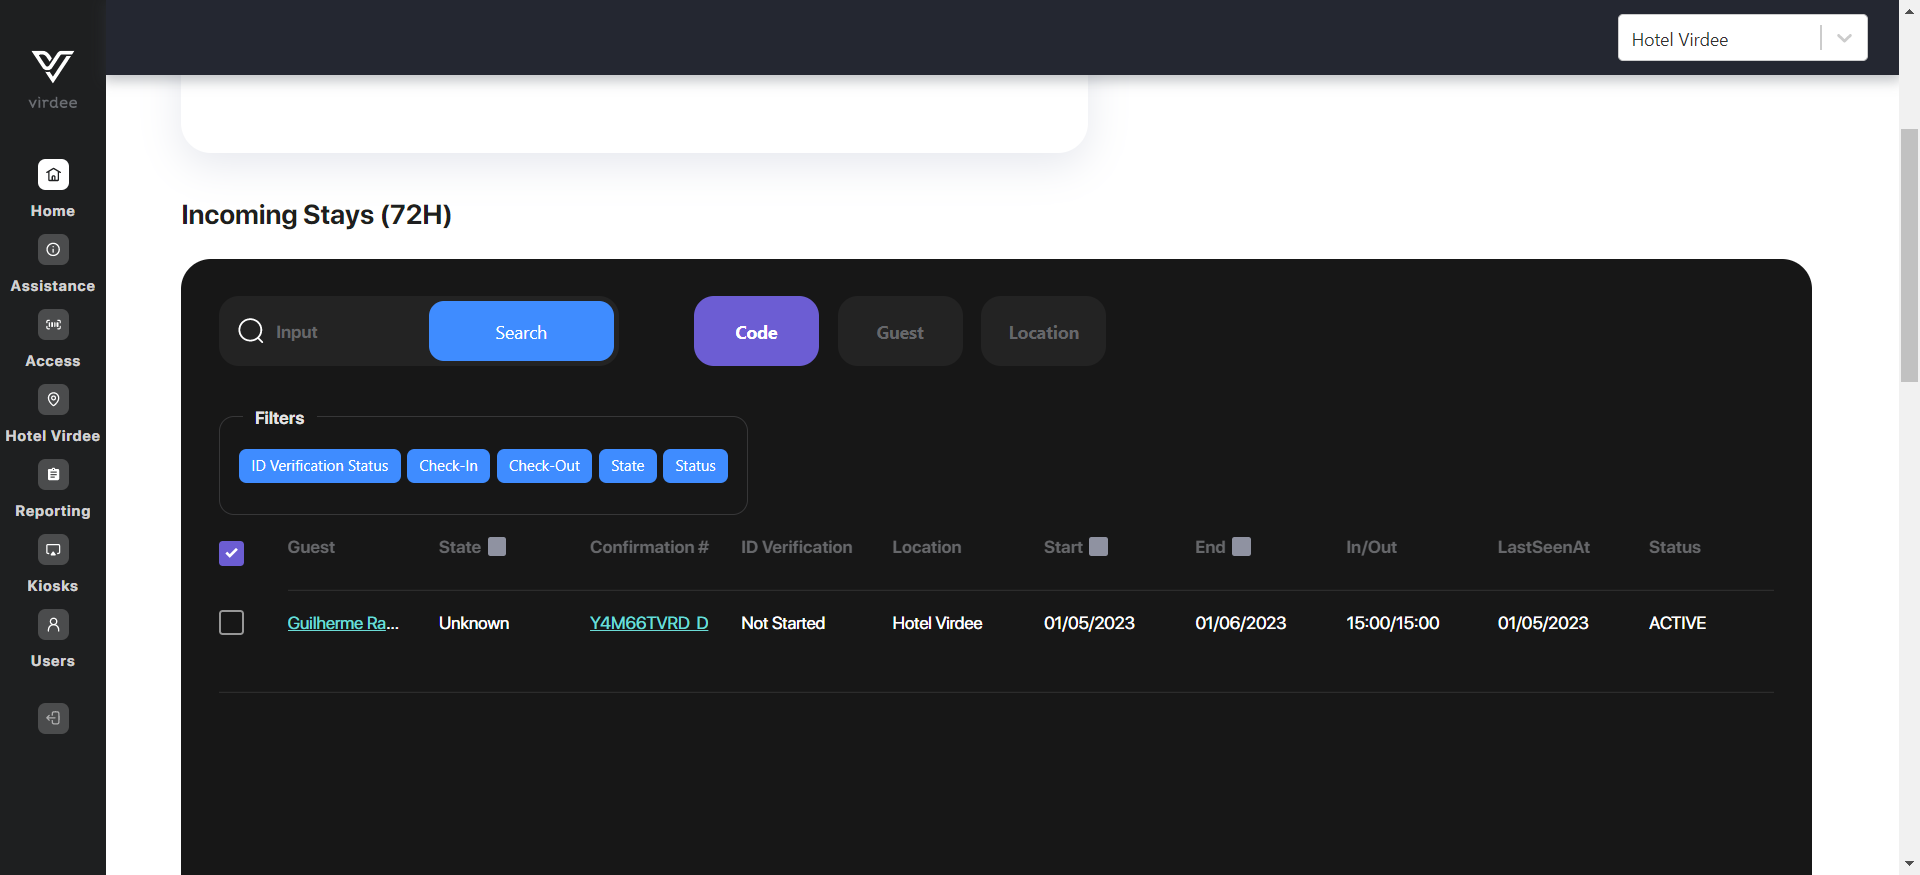 Hotel Virdee
virdee
Home
Assistance
Access
Hotel Virdee
Reporting
Kiosks
Users
Incoming Stays (72H)
Input
Search
Code
Guest
Location
Filters
ID Verification Status
Check-In
Check-Out
State
Status
Guest State Confirmation # ID Verification Location Start End In/Out LastSeenAt Status
Guilherme Ra... Unknown Y4M66TVRD_D Not Started Hotel Virdee 01/05/2023 01/06/2023 15:00/15:00 01/05/2023 ACTIVE